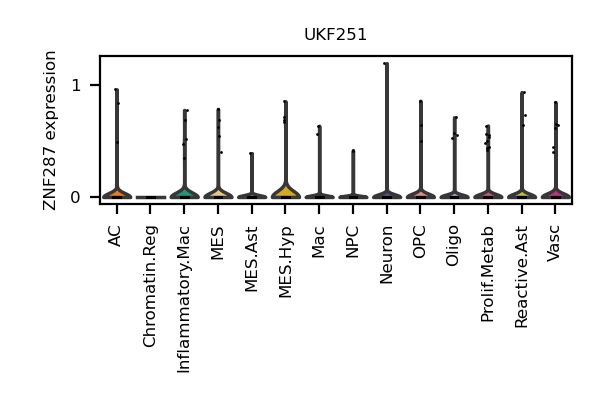 UKF251
ZNF287 expression
1
0
AC
Chromatin.Reg
Inflammatory.Mac
MES
MES.Ast
MES.Hyp
Mac
NPC
Neuron
OPC
Oligo
Prolif.Metab
Reactive.Ast
Vasc